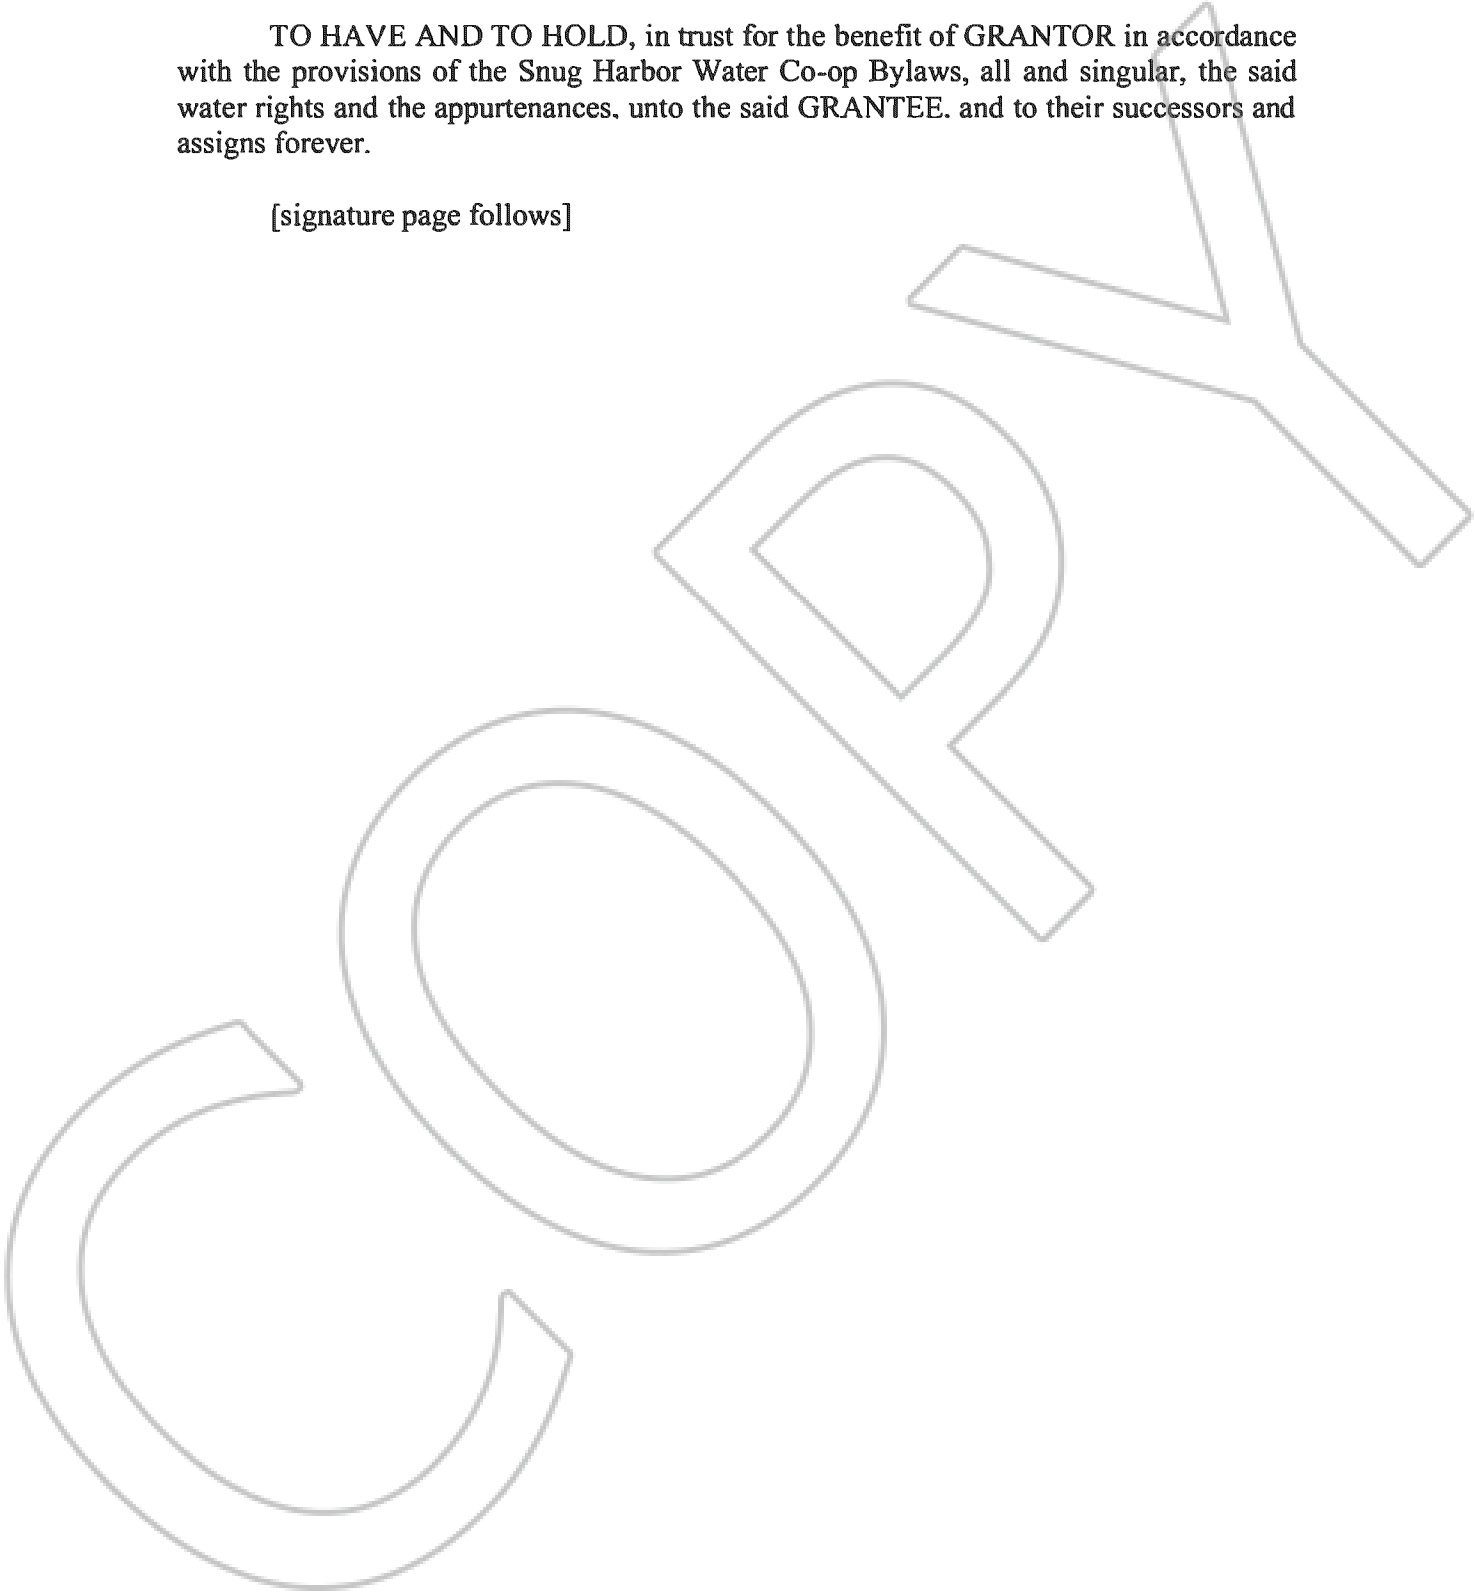 TO HAVE AND TO HOLD, in trust for the benefit of GRANTOR in accordance
with the provisions of the Snug Harbor Water Co-op Bylaws, all and singular, the said
water rights and the appurtenances. unto the said GRANTEE. and to their successors and
assigns forever.
[signature page follows]
COPY